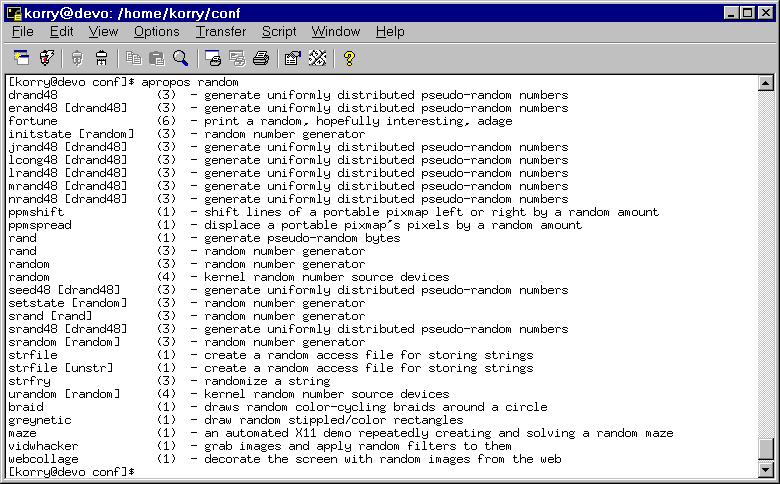 korry@devo: /home/korry/conf
File Edit View Options Transfer Script Window Help
[korry@devo conf]$ apropos random
drand48 (3) - generate uniformly distributed pseudo-random numbers
erand48 [drand48] (3) - generate uniformly distributed pseudo-random numbers
fortune (6) - print a random, hopefully interesting, adage
initstate [random] (3) - random number generator
jrand48 [drand48] (3) - generate uniformly distributed pseudo-random numbers
lcong48 [drand48] (3) - generate uniformly distributed pseudo-random numbers
lrand48 [drand48] (3) - generate uniformly distributed pseudo-random numbers
mrand48 [drand48] (3) - generate uniformly distributed pseudo-random numbers
nrand48 [drand48] (3) - generate uniformly distributed pseudo-random numbers
ppmshift (1) - shift lines of a portable pixmap left or right by a random amount
ppmspread (1) - displace a portable pixmap's pixels by a random amount
rand (1) - generate pseudo-random bytes
rand (3) - random number generator
random (3) - random number generator
random (4) - kernel random number source devices
seed48 [drand48] (3) - generate uniformly distributed pseudo-random numbers
setstate [random] (3) - random number generator
srand [rand] (3) - random number generator
srand48 [drand48] (3) - generate uniformly distributed pseudo-random numbers
srandom [random] (3) - random number generator
strfile (1) - create a random access file for storing strings
strfile [unstr] (1) - create a random access file for storing strings
strfry (3) - randomize a string
urandom [random] (4) - kernel random number source devices
braid (1) - draws random color-cycling braids around a circle
greynetic (1) - draw random stippled/color rectangles
maze (1) - an automated X11 demo repeatedly creating and solving a random maze
vidwhacker (1) - grab images and apply random filters to them
webcollage (1) - decorate the screen with random images from the web
[korry@devo conf]$